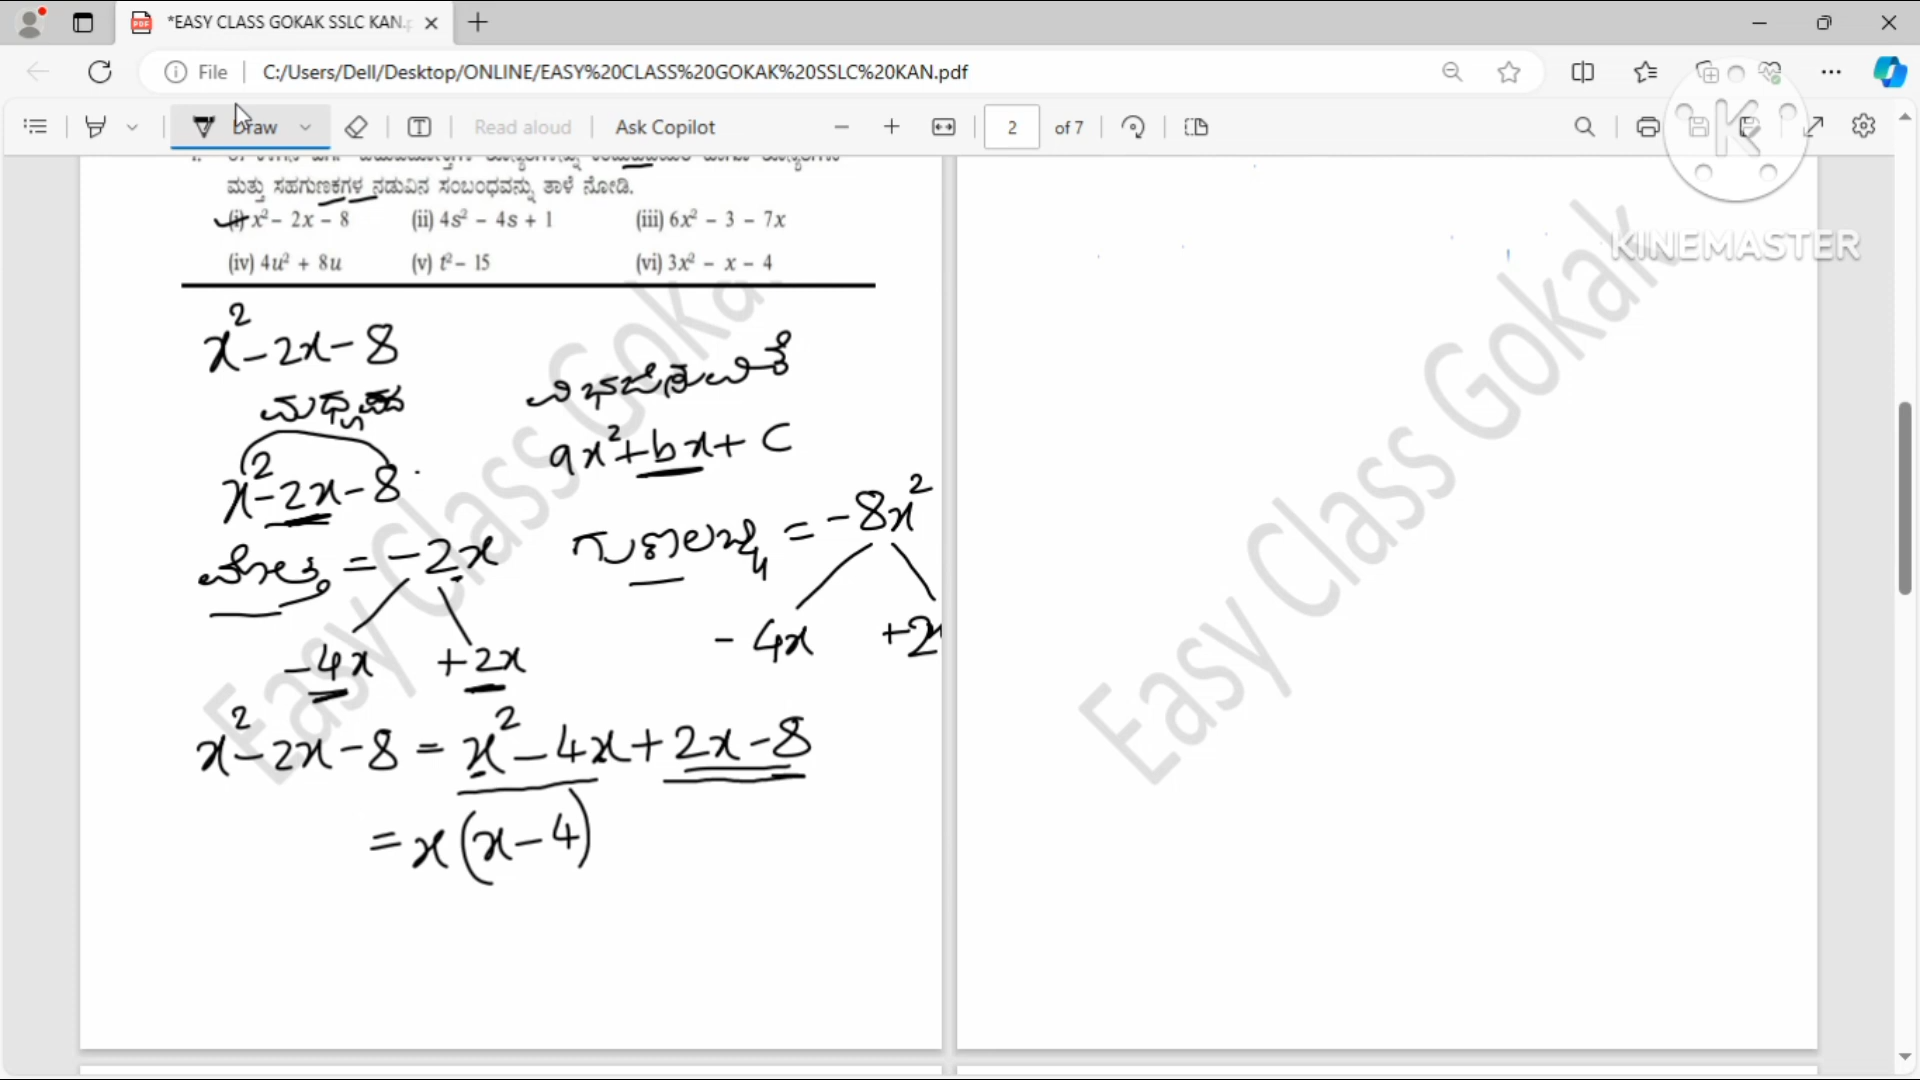 *EASY CLASS GOKAK SSLC KAN.p
File C:/Users/Dell/Desktop/ONLINE/EASY%20CLASS%20GOKAK%20SSLC%20KAN.pdf
Draw Read aloud Ask Copilot 2 of 7
KINEMASTER
ಮತ್ತು ಸಹಗುಣಕಗಳ ನಡುವಿನ ಸಂಬಂಧವನ್ನು ತಾಳೆ ನೋಡಿ.
(i) x² – 2x – 8 (ii) 4s² – 4s + 1 (iii) 6x² – 3 – 7x
(iv) 4u² + 8u (v) t² – 15 (vi) 3x² – x – 4
x² – 2x – 8
ಮಧ್ಯಪದ
ax² + bx + c
x² – 2x – 8
ಮೊತ್ತ = – 2x ಗುಣಲಬ್ಧ = – 8x²
– 4x + 2x – 4x + 2x
x² – 2x – 8 = x² – 4x + 2x – 8
= x (x – 4)
Easy Class Gokak
Easy Class Gokak